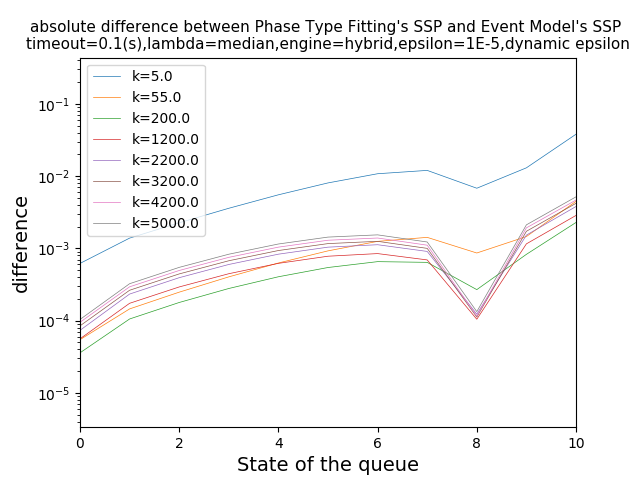 absolute difference between Phase Type Fitting's SSP and Event Model's SSP
timeout=0.1(s),lambda=median,engine=hybrid,epsilon=1E-5,dynamic epsilon
k=5.0
k=55.0
k=200.0
k=1200.0
k=2200.0
k=3200.0
k=4200.0
k=5000.0
10⁻¹
10⁻²
10⁻³
10⁻⁴
10⁻⁵
difference
0 2 4 6 8 10
State of the queue